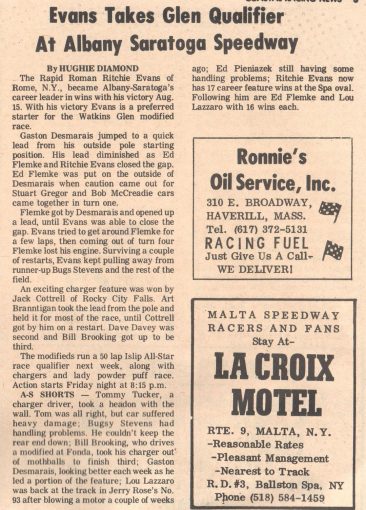 RACING NEWS
Evans Takes Glen Qualifier
At Albany Saratoga Speedway
By HUGHIE DIAMOND
The Rapid Roman Ritchie Evans of
Rome, N.Y., became Albany-Saratoga's
career leader in wins with his victory Aug.
15. With his victory Evans is a preferred
starter for the Watkins Glen modified
race.
Gaston Desmarais jumped to a quick
lead from his outside pole starting
position. His lead diminished as Ed
Flemke and Ritchie Evans closed the gap.
Ed Flemke was put on the outside of
Desmarais when caution came out for
Stuart Gregor and Bob McCreadie cars
came together in turn one.
Flemke got by Desmarais and opened up
a lead, until Evans was able to close the
gap. Evans tried to get around Flemke for
a few laps, then coming out of turn four
Flemke lost his engine. Surviving a couple
of restarts, Evans kept pulling away from
runner-up Bugs Stevens and the rest of the
field.
An exciting charger feature was won by
Jack Cottrell of Rocky City Falls. Art
Branntigan took the lead from the pole and
held it for most of the race, until Cottrell
got by him on a restart. Dave Davey was
second and Bill Brooking got up to be
third.
The modifieds run a 50 lap Islip All-Star
race qualifier next week, along with
chargers and lady powder puff race.
Action starts Friday night at 8:15 p.m.
A-S SHORTS — Tommy Tucker, a
charger driver, took a headon with the
wall. Tom was all right, but car suffered
heavy damage; Bugsy Stevens had
handling problems. He couldn't keep the
rear end down; Bill Brooking, who drives
a modified at Fonda, took his charger out
of mothballs to finish third; Gaston
Desmarais, looking better each week as he
led a portion of the feature; Lou Lazzaro
was back at the track in Jerry Rose's No.
93 after blowing a motor a couple of weeks
ago; Ed Pieniazek still having some
handling problems; Ritchie Evans now
has 17 career feature wins at the Spa oval.
Following him are Ed Flemke and Lou
Lazzaro with 16 wins each.
Ronnie's
Oil Service, Inc.
310 E. BROADWAY,
HAVERILL, MASS.
Tel. (617) 372-5131
RACING FUEL
Just Give Us A Call-
WE DELIVER!
MALTA SPEEDWAY
RACERS AND FANS
Stay At-
LA CROIX
MOTEL
RTE. 9, MALTA, N.Y.
-Reasonable Rates
-Pleasant Management
-Nearest to Track
R.D. #3, Ballston Spa, NY
Phone (518) 584-1459